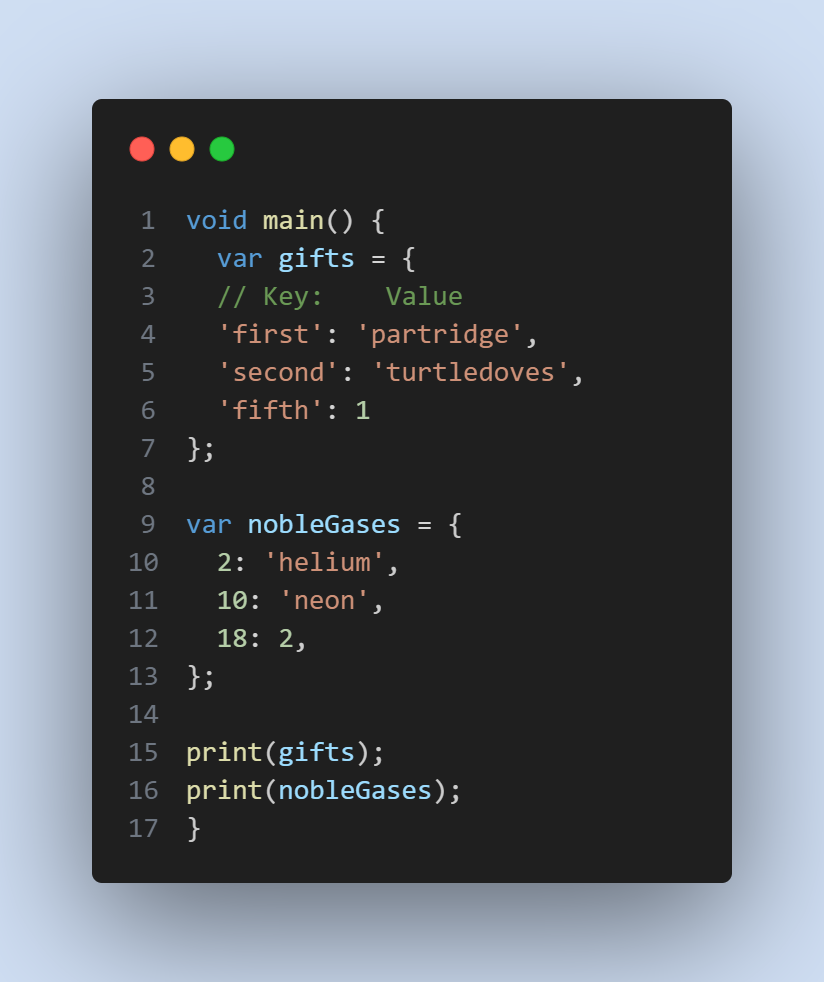 1 void main() {
2   var gifts = {
3   // Key:    Value
4   'first': 'partridge',
5   'second': 'turtledoves',
6   'fifth': 1
7 };
8
9 var nobleGases = {
10   2: 'helium',
11   10: 'neon',
12   18: 2,
13 };
14
15 print(gifts);
16 print(nobleGases);
17 }